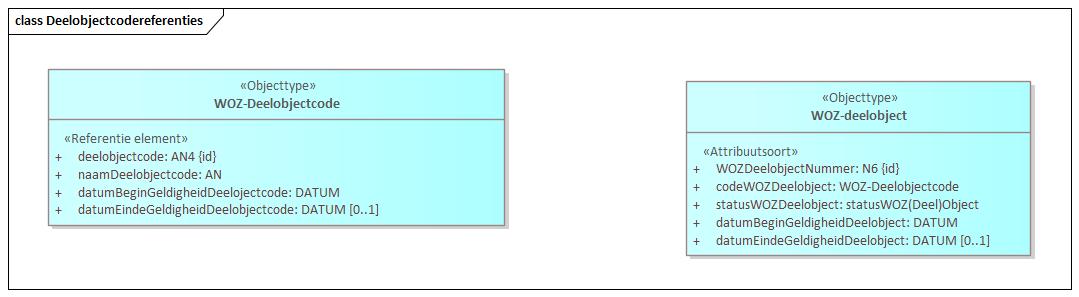 class Deelobjectcodereferenties
«Objecttype»
WOZ-Deelobjectcode
«Referentie element»
+ deelobjectcode: AN4 {id}
+ naamDeelobjectcode: AN
+ datumBeginGeldigheidDeelojectcode: DATUM
+ datumEindeGeldigheidDeelobjectcode: DATUM [0..1]
«Objecttype»
WOZ-deelobject
«Attribuutsoort»
+ WOZDeelobjectNummer: N6 {id}
+ codeWOZDeelobject: WOZ-Deelobjectcode
+ statusWOZDeelobject: statusWOZ(Deel)Object
+ datumBeginGeldigheidDeelobject: DATUM
+ datumEindeGeldigheidDeelobject: DATUM [0..1]